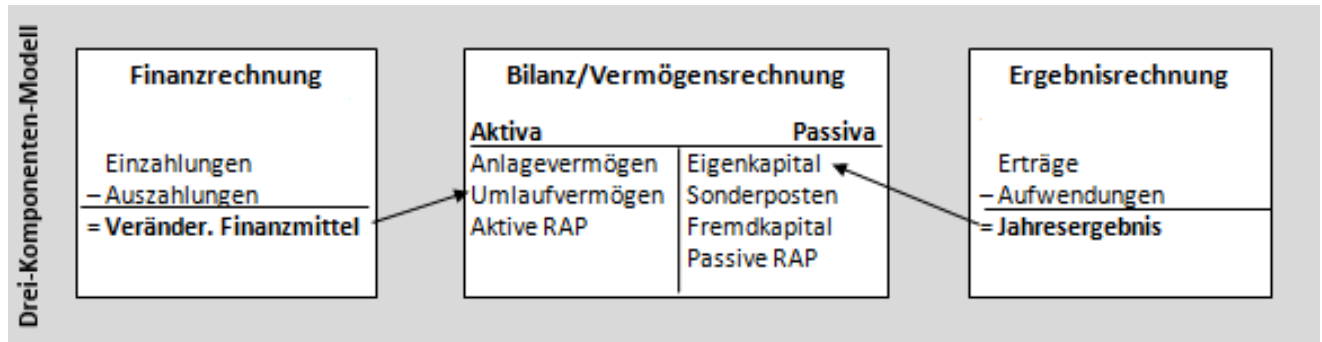 Drei-Komponenten-Modell
Finanzrechnung
Einzahlungen
– Auszahlungen
= Veränder. Finanzmittel
Bilanz/Vermögensrechnung
Aktiva Passiva
Anlagevermögen Eigenkapital
Umlaufvermögen Sonderposten
Aktive RAP Fremdkapital
Passive RAP
Ergebnisrechnung
Erträge
– Aufwendungen
= Jahresergebnis